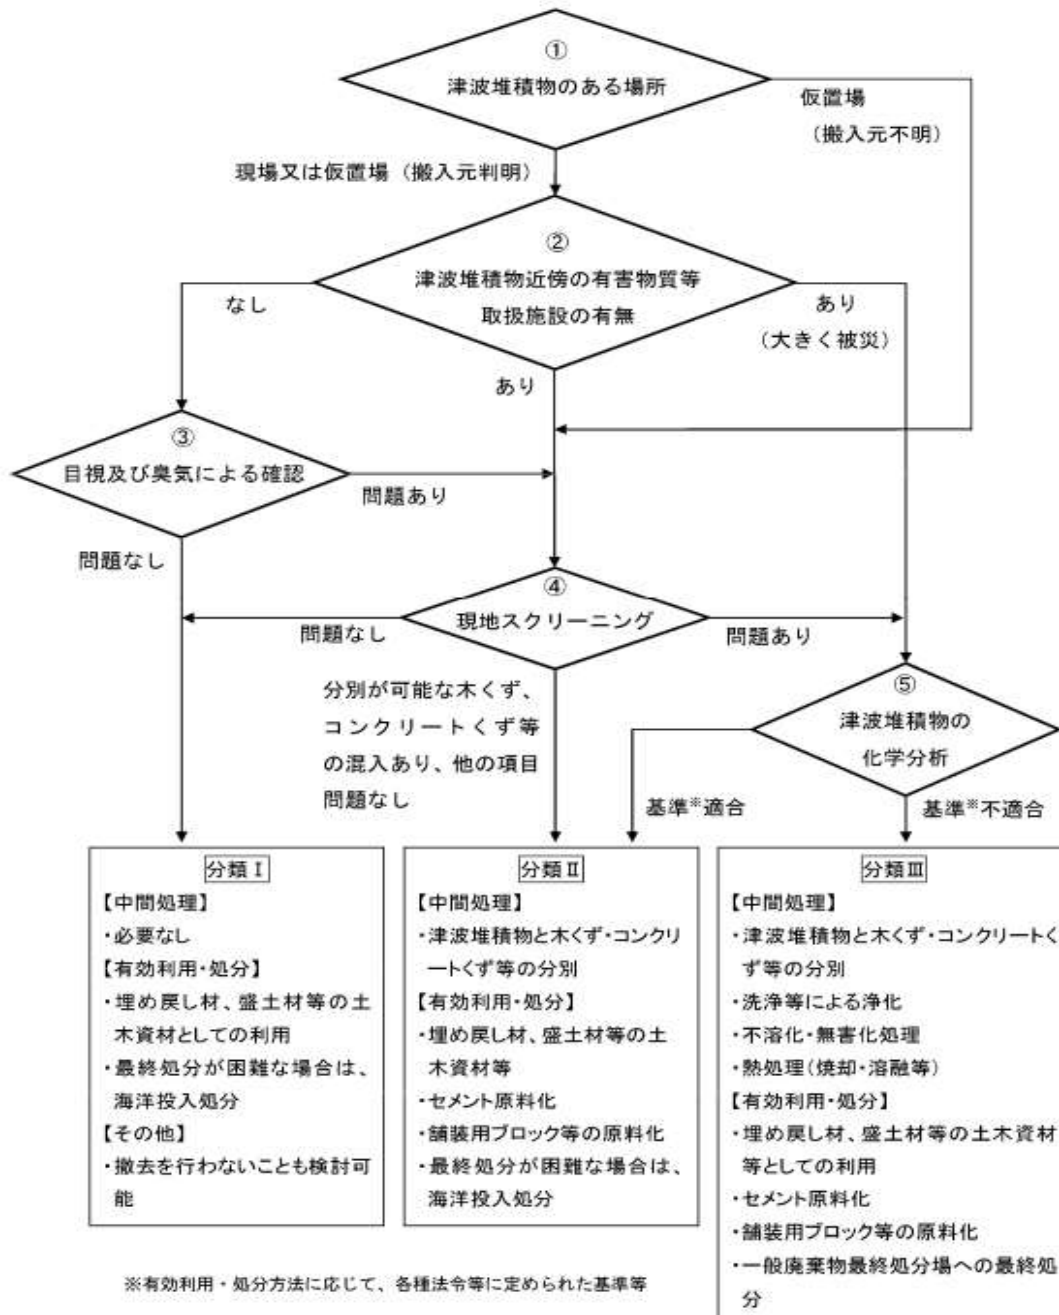 ①
津波堆積物のある場所
仮置場
（搬入元不明）
現場又は仮置場（搬入元判明）
②
津波堆積物近傍の有害物質等
取扱施設の有無
なし
あり
（大きく被災）
あり
③
目視及び臭気による確認
問題あり
問題なし
④
現地スクリーニング
問題なし
問題あり
分別が可能な木くず、
コンクリートくず等
の混入あり、他の項目
問題なし
⑤
津波堆積物の
化学分析
基準※適合
基準※不適合
分類Ⅰ
【中間処理】
・必要なし
【有効利用・処分】
・埋め戻し材、盛土材等の土
木資材としての利用
・最終処分が困難な場合は、
海洋投入処分
【その他】
・撤去を行わないことも検討可
能
分類Ⅱ
【中間処理】
・津波堆積物と木くず・コンクリ
ートくず等の分別
【有効利用・処分】
・埋め戻し材、盛土材等の土
木資材等
・セメント原料化
・舗装用ブロック等の原料化
・最終処分が困難な場合は、
海洋投入処分
分類Ⅲ
【中間処理】
・津波堆積物と木くず・コンクリートく
ず等の分別
・洗浄等による浄化
・不溶化・無害化処理
・熱処理（焼却・溶融等）
【有効利用・処分】
・埋め戻し材、盛土材等の土木資材
等としての利用
・セメント原料化
・舗装用ブロック等の原料化
・一般廃棄物最終処分場への最終処
分
※有効利用・処分方法に応じて、各種法令等に定められた基準等